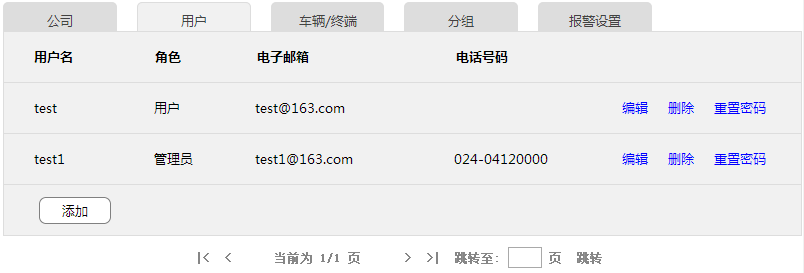 公司 用户 车辆/终端 分组 报警设置
用户名 角色 电子邮箱 电话号码
test 用户 test@163.com 编辑 删除 重置密码
test1 管理员 test1@163.com 024-04120000 编辑 删除 重置密码
添加
当前为 1/1 页 跳转至: 页 跳转